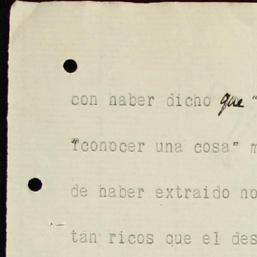 con haber dicho que "
"conocer una cosa" m
de haber extraido no
tan ricos que el des